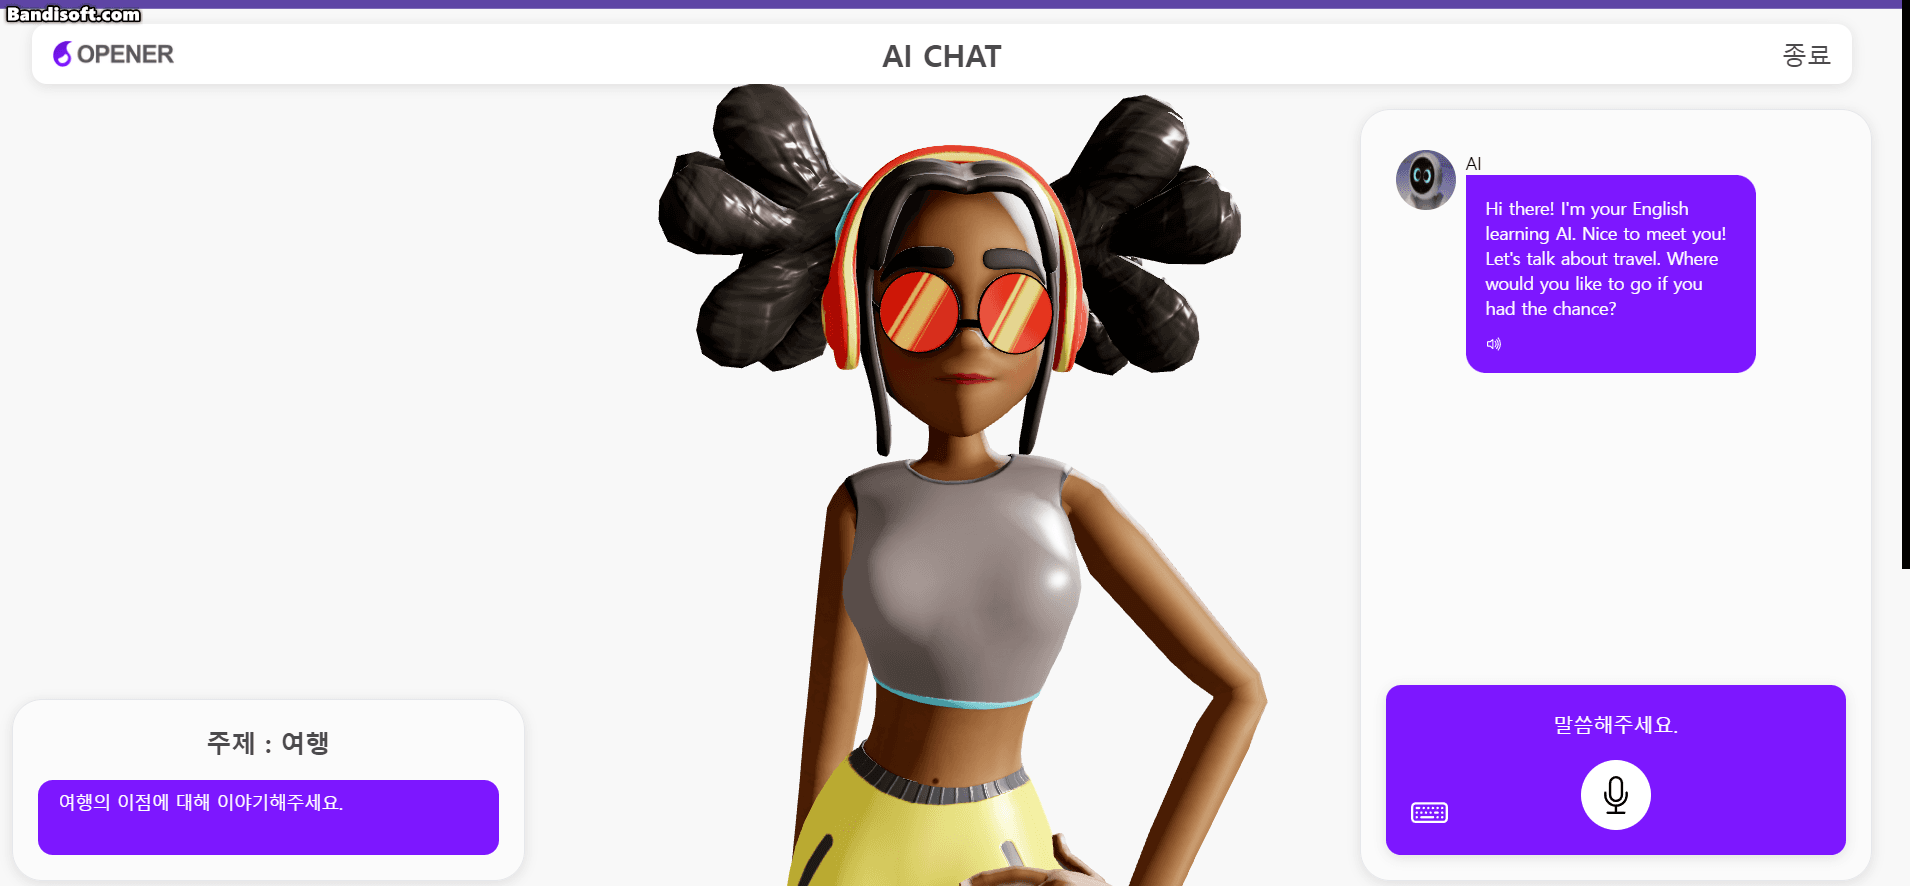 Bandisoft.com
OPENER
AI CHAT
종료
AI
Hi there! I'm your English
learning AI. Nice to meet you!
Let's talk about travel. Where
would you like to go if you
had the chance?
말씀해주세요.
주제 : 여행
여행의 이점에 대해 이야기해주세요.